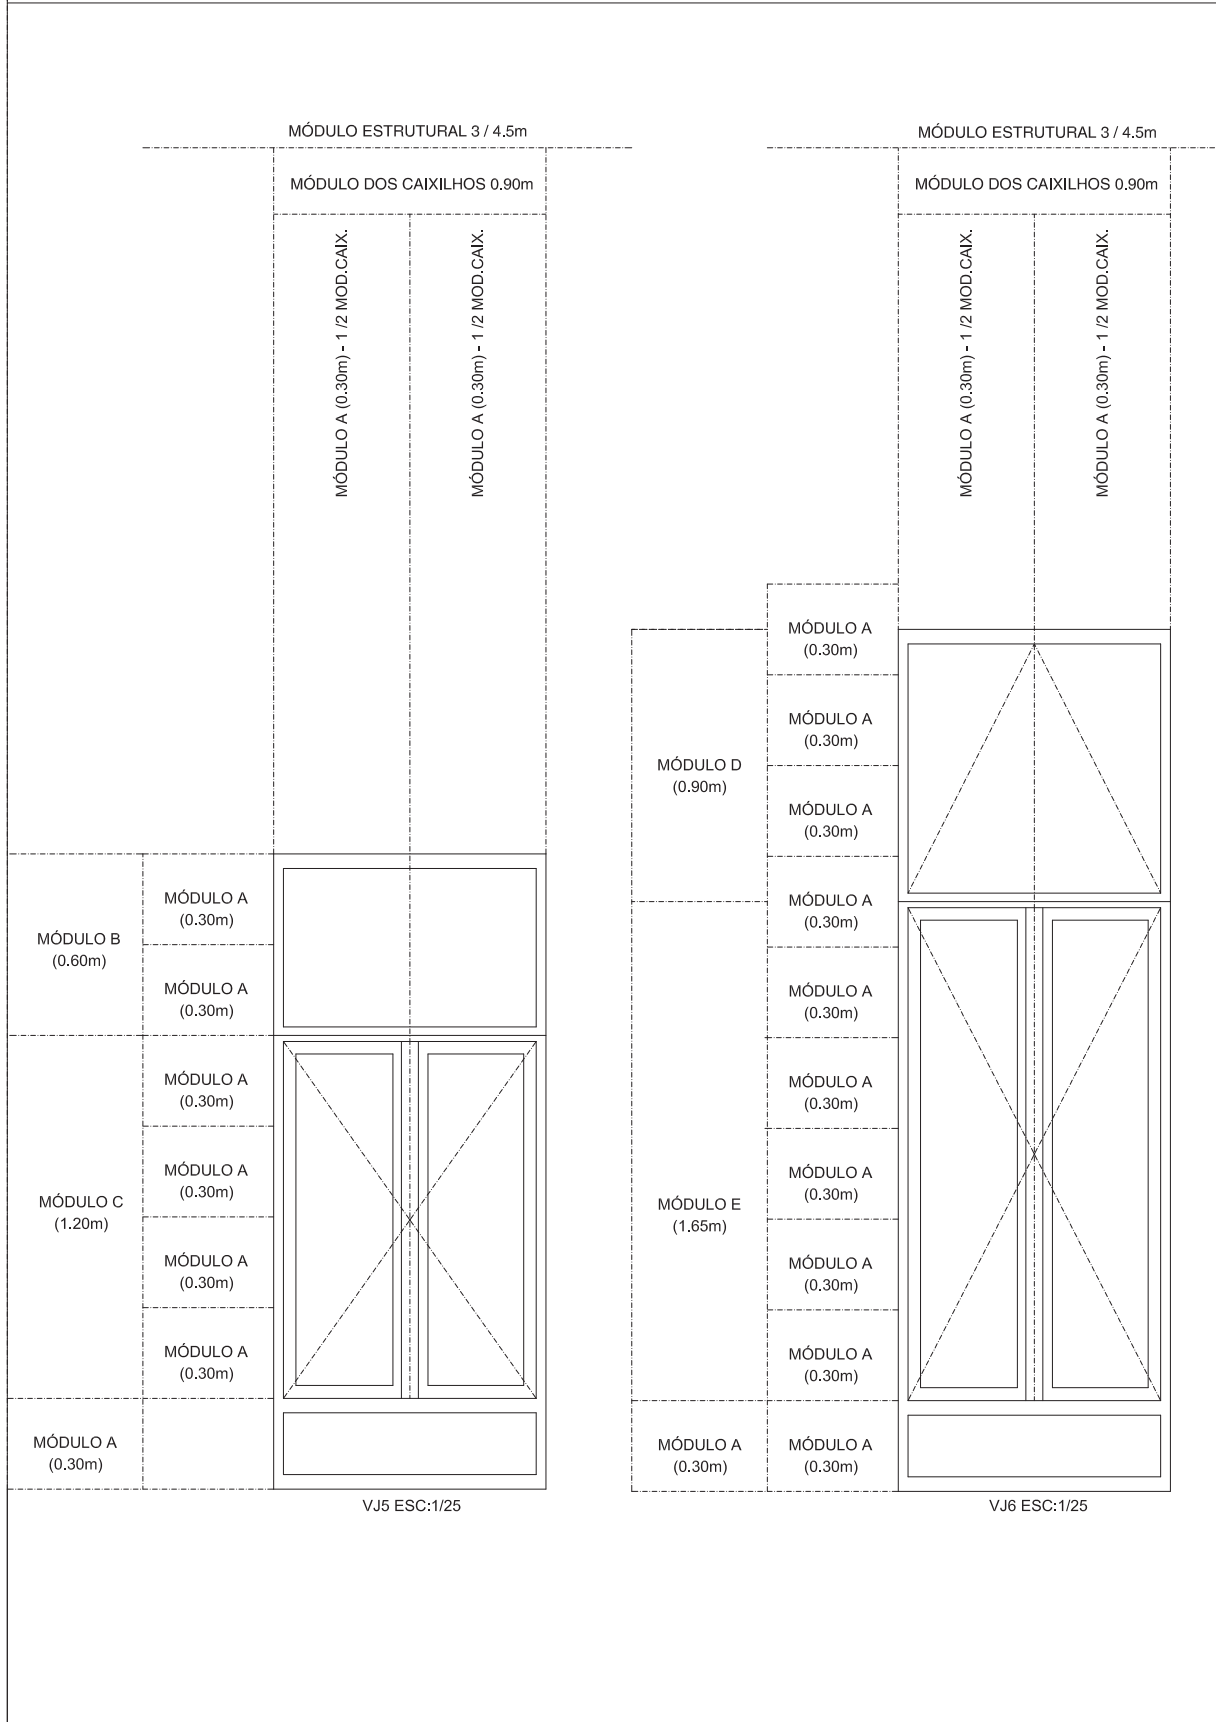 MÓDULO ESTRUTURAL 3 / 4.5m
MÓDULO DOS CAIXILHOS 0.90m
MÓDULO A (0.30m) - 1 /2 MOD.CAIX.
MÓDULO A (0.30m) - 1 /2 MOD.CAIX.
MÓDULO B
(0.60m)
MÓDULO A
(0.30m)
MÓDULO A
(0.30m)
MÓDULO C
(1.20m)
MÓDULO A
(0.30m)
MÓDULO A
(0.30m)
MÓDULO A
(0.30m)
MÓDULO A
(0.30m)
MÓDULO A
(0.30m)
VJ5 ESC:1/25
MÓDULO ESTRUTURAL 3 / 4.5m
MÓDULO DOS CAIXILHOS 0.90m
MÓDULO A (0.30m) - 1 /2 MOD.CAIX.
MÓDULO A (0.30m) - 1 /2 MOD.CAIX.
MÓDULO D
(0.90m)
MÓDULO A
(0.30m)
MÓDULO A
(0.30m)
MÓDULO A
(0.30m)
MÓDULO A
(0.30m)
MÓDULO E
(1.65m)
MÓDULO A
(0.30m)
MÓDULO A
(0.30m)
MÓDULO A
(0.30m)
MÓDULO A
(0.30m)
MÓDULO A
(0.30m)
MÓDULO A
(0.30m)
MÓDULO A
(0.30m)
VJ6 ESC:1/25